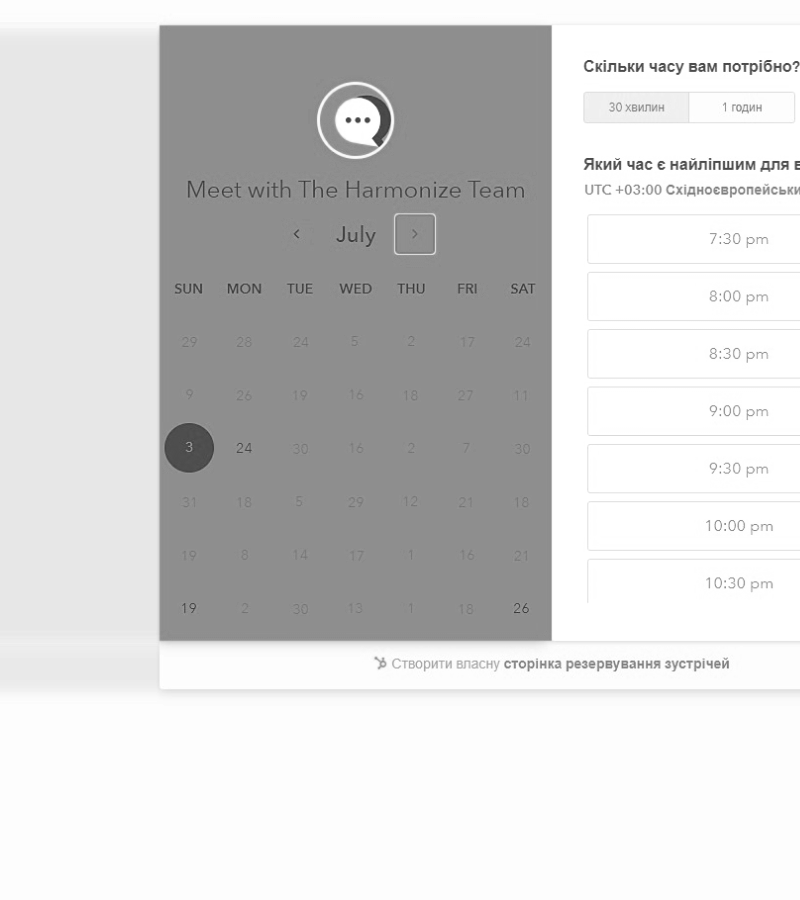 Meet with The Harmonize Team
July
SUN MON TUE WED THU FRI SAT
29 28 24 5 2 17 24
9 26 19 16 18 27 11
3 24 30 16 2 7 30
31 18 5 29 12 21 18
19 8 14 17 1 16 21
19 2 30 13 1 18 26
Скільки часу вам потрібно?
30 хвилин 1 годин
Який час є найліпшим для в
UTC +03:00 Східноєвропейськи
7:30 pm
8:00 pm
8:30 pm
9:00 pm
9:30 pm
10:00 pm
10:30 pm
Створити власну сторінка резервування зустрічей